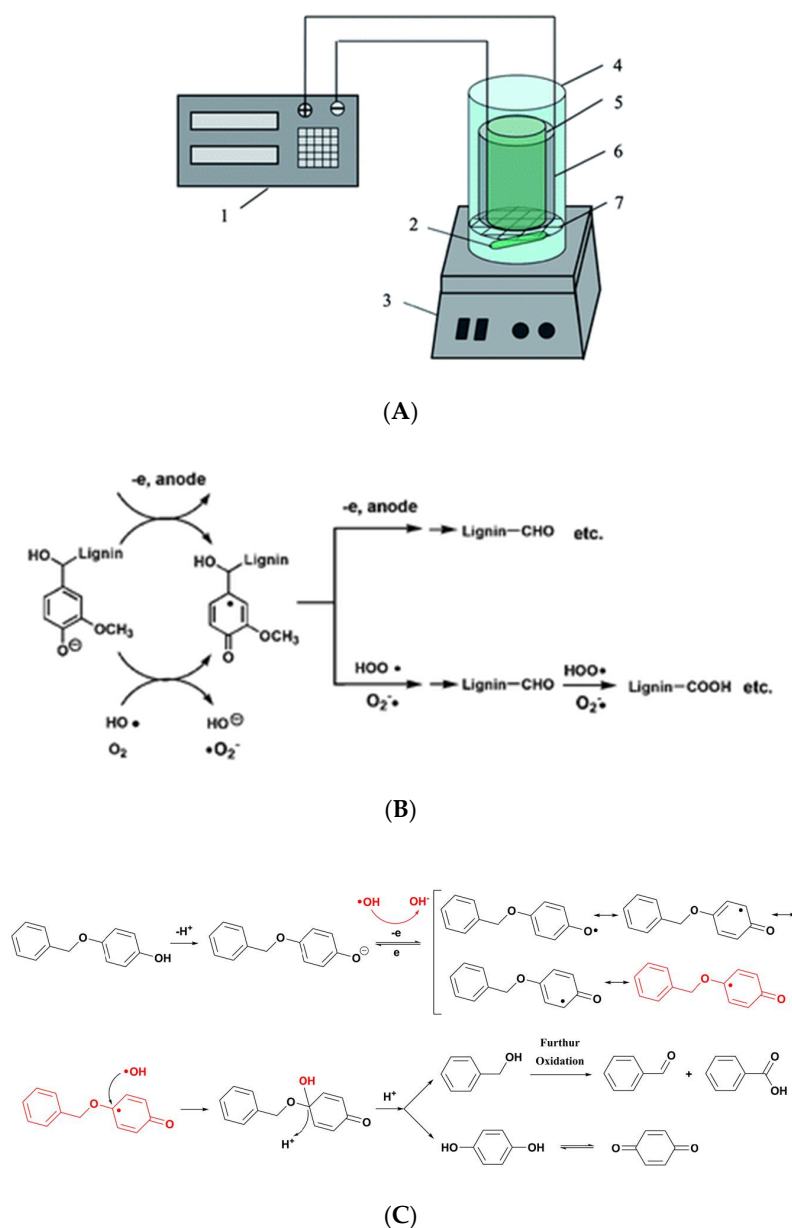 4
5
6
7
1
2
3
(A)
-e, anode
-e, anode
Lignin-CHO etc.
HO Lignin
HO Lignin
OCH3
O⊖
OCH3
O
HOO •
O2-•
Lignin-CHO
HOO•
O2-•
Lignin-COOH etc.
HO • HO⊖
O2 •O2-
(B)
•OH OH-
-H+
-e
e
O OH
O O⊖
O O•
O O
O O
O O
•OH
O O
OH
O O
H+
H+
OH
Furthur
Oxidation
O
+
O
OH
HO OH
O O
(C)